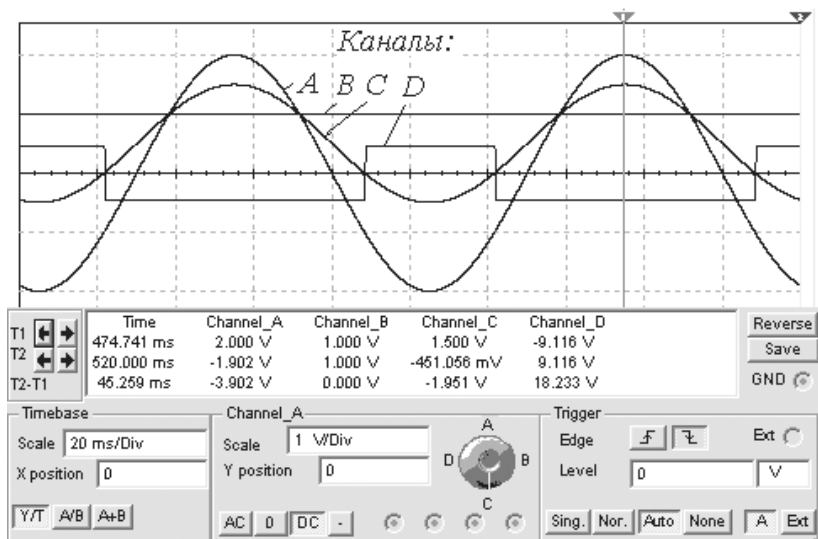 1 2
Каналы:
A B C D
Time Channel_A Channel_B Channel_C Channel_D
T1 474.741 ms 2.000 V 1.000 V 1.500 V -9.116 V
T2 520.000 ms -1.902 V 1.000 V -451.056 mV 9.116 V
T2-T1 45.259 ms -3.902 V 0.000 V -1.951 V 18.233 V
Reverse
Save
GND
Timebase
Scale 20 ms/Div
X position 0
Y/T A/B A+B
Channel_A
Scale 1 V/Div
Y position 0
AC 0 DC -
A
D B
C
Trigger
Edge Ext
Level 0 V
Sing. Nor. Auto None A Ext